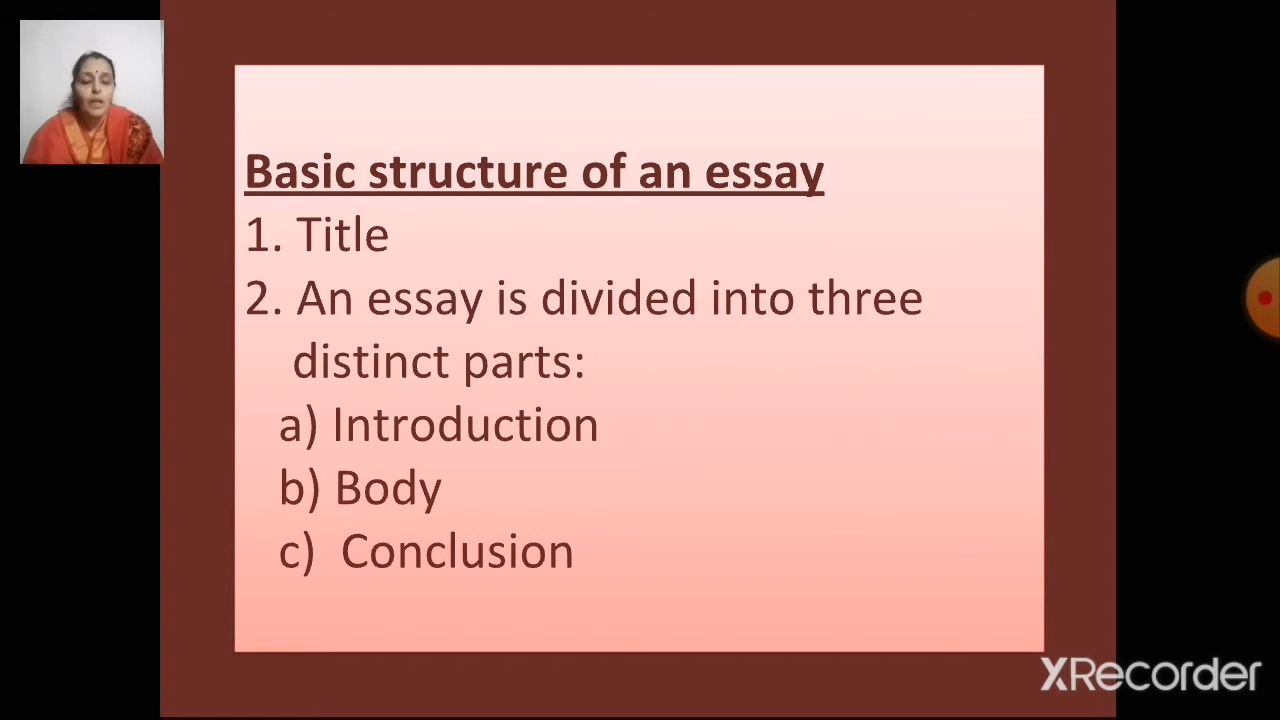 Basic structure of an essay
1. Title
2. An essay is divided into three
distinct parts:
a) Introduction
b) Body
c) Conclusion
XRecorder